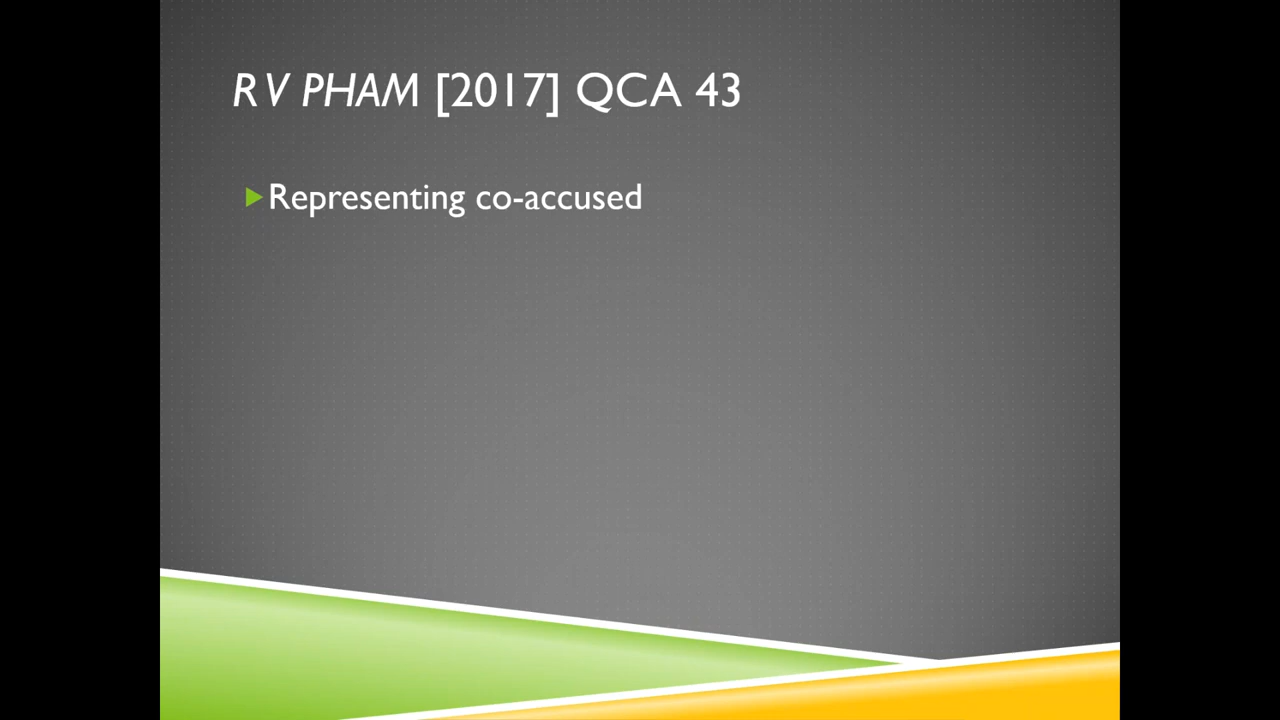 R V PHAM [2017] QCA 43
Representing co-accused